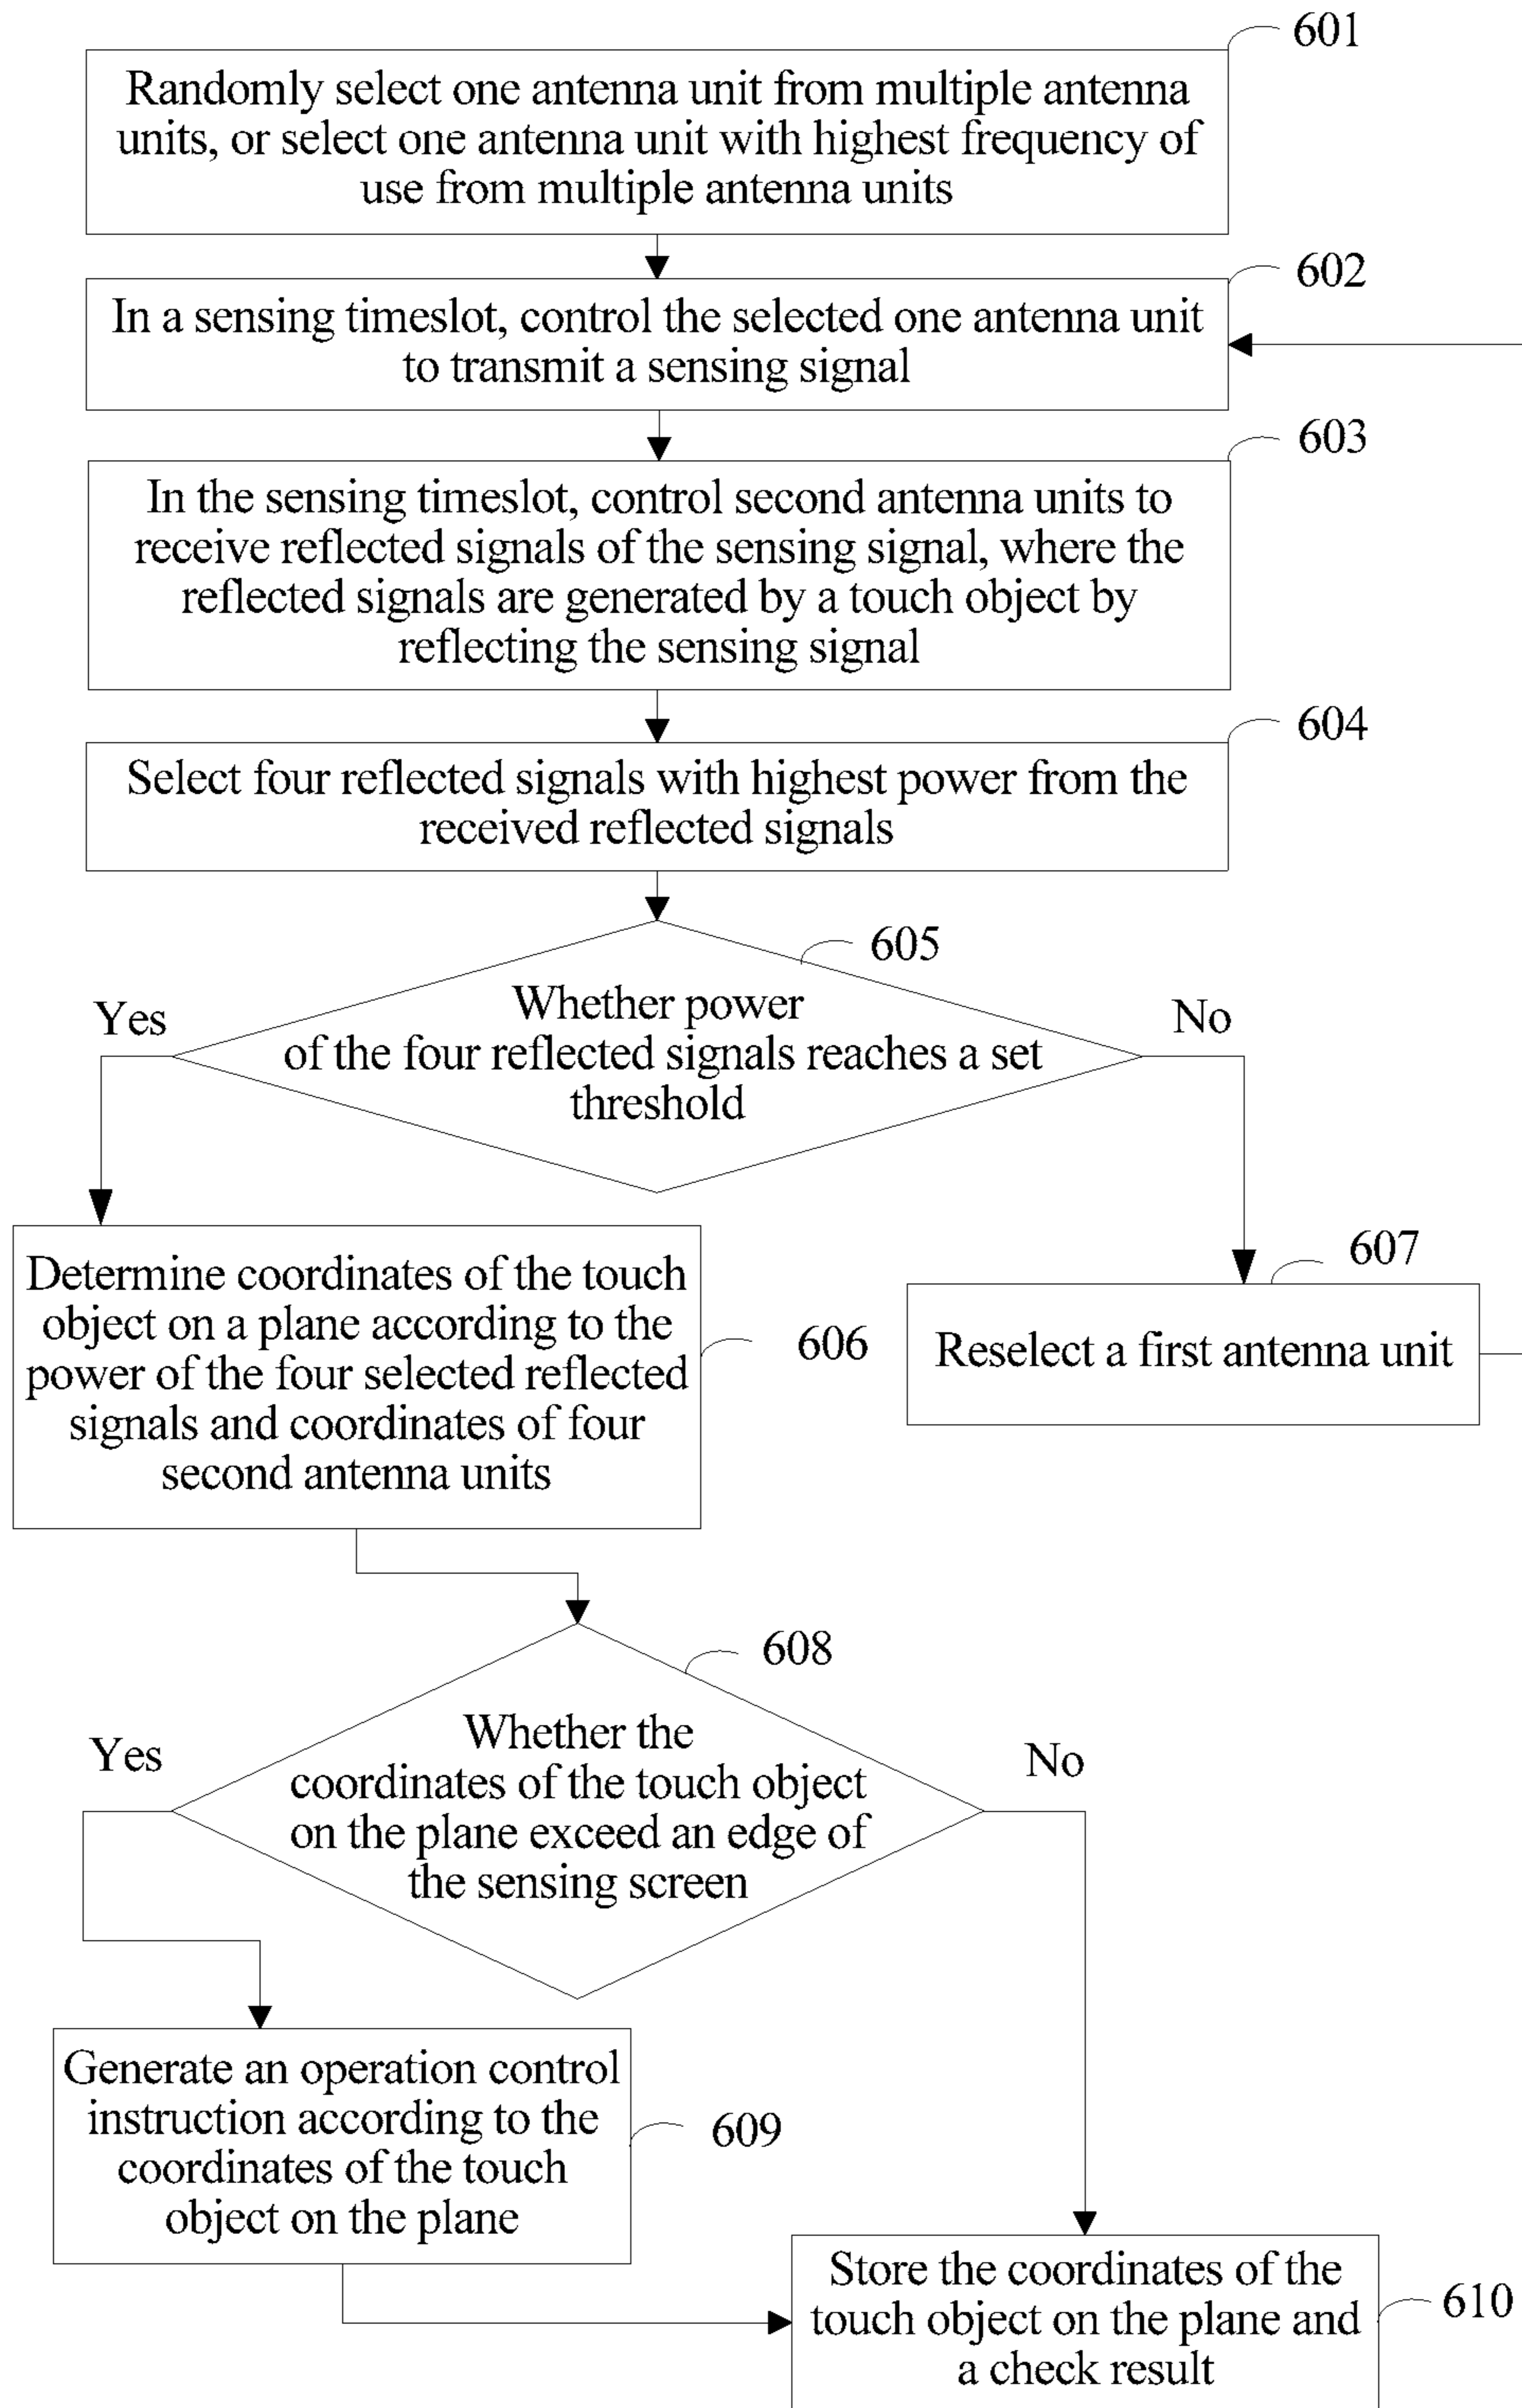 601
Randomly select one antenna unit from multiple antenna
units, or select one antenna unit with highest frequency of
use from multiple antenna units
602
In a sensing timeslot, control the selected one antenna unit
to transmit a sensing signal
603
In the sensing timeslot, control second antenna units to
receive reflected signals of the sensing signal, where the
reflected signals are generated by a touch object by
reflecting the sensing signal
604
Select four reflected signals with highest power from the
received reflected signals
605
Yes
Whether power
of the four reflected signals reaches a set
threshold
No
Determine coordinates of the touch
object on a plane according to the
power of the four selected reflected
signals and coordinates of four
second antenna units
606
607
Reselect a first antenna unit
608
Yes
Whether the
coordinates of the touch object
on the plane exceed an edge of
the sensing screen
No
Generate an operation control
instruction according to the
coordinates of the touch
object on the plane
609
Store the coordinates of the
touch object on the plane and
a check result
610